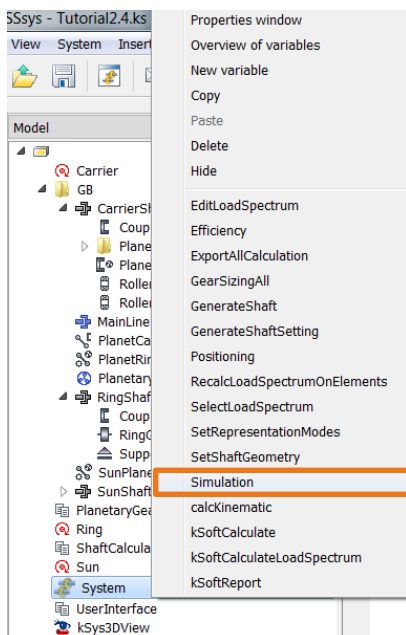 SSsys - Tutorial2.4.ks
View System Insert
Model
Carrier
GB
CarrierSh
Coup
Plane
Plane
Roller
Roller
MainLine
PlanetCa
PlanetRin
Planetary
RingShaf
Coup
RingG
Supp
SunPlane
SunShaft
PlanetaryGea
Ring
ShaftCalcula
Sun
System
UserInterface
kSys3DView
Properties window
Overview of variables
New variable
Copy
Paste
Delete
Hide
EditLoadSpectrum
Efficiency
ExportAllCalculation
GearSizingAll
GenerateShaft
GenerateShaftSetting
Positioning
RecalcLoadSpectrumOnElements
SelectLoadSpectrum
SetRepresentationModes
SetShaftGeometry
Simulation
calcKinematic
kSoftCalculate
kSoftCalculateLoadSpectrum
kSoftReport